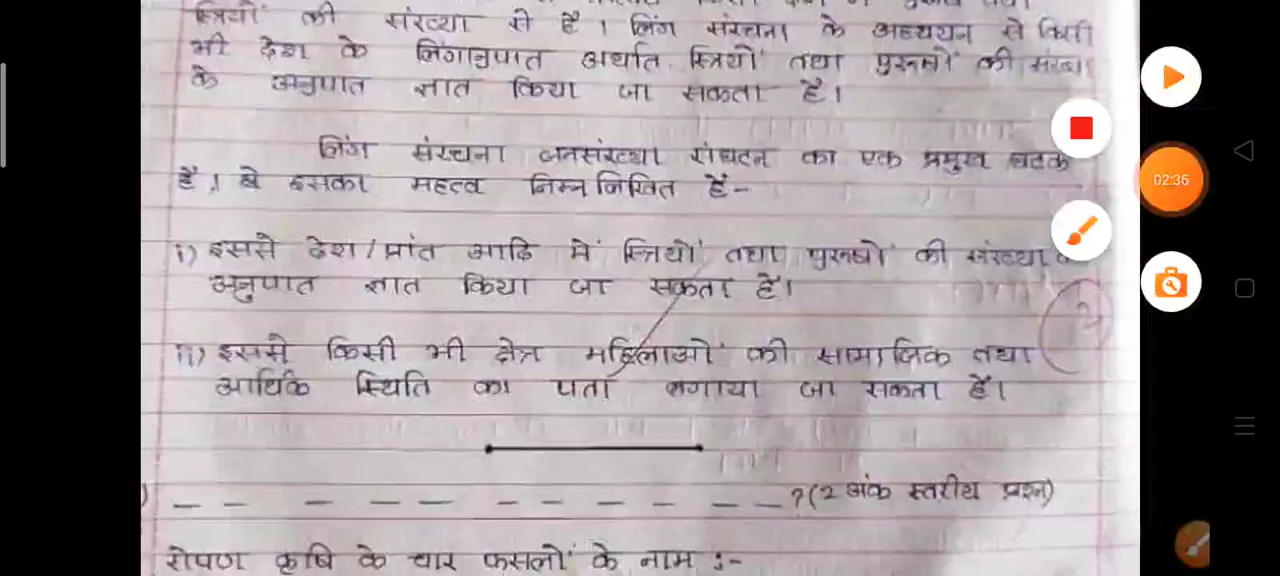 स्त्रियों की संख्या से है । लिंग संरचना के अध्ययन से किसी
भी देश के लिंगानुपात अर्थात स्त्रियों तथा पुरूषों की संख्या
के अनुपात ज्ञात किया जा सकता है।
लिंग संरचना जनसंख्या संघटन का एक प्रमुख घटक
है । इसका महत्व निम्नलिखित हैं-
i) इससे देश/प्रांत आदि में स्त्रियों तथा पुरूषों की संख्या
अनुपात ज्ञात किया जा सकता है।
ii) इससे किसी भी क्षेत्र महिलाओं की सामाजिक तथा
आर्थिक स्थिति का पता लगाया जा सकता है।
) — — — — — — — — — — — ? (2 अंक स्तरीय प्रश्न)
रोपण कृषि के चार फसलों के नाम :-
02:35